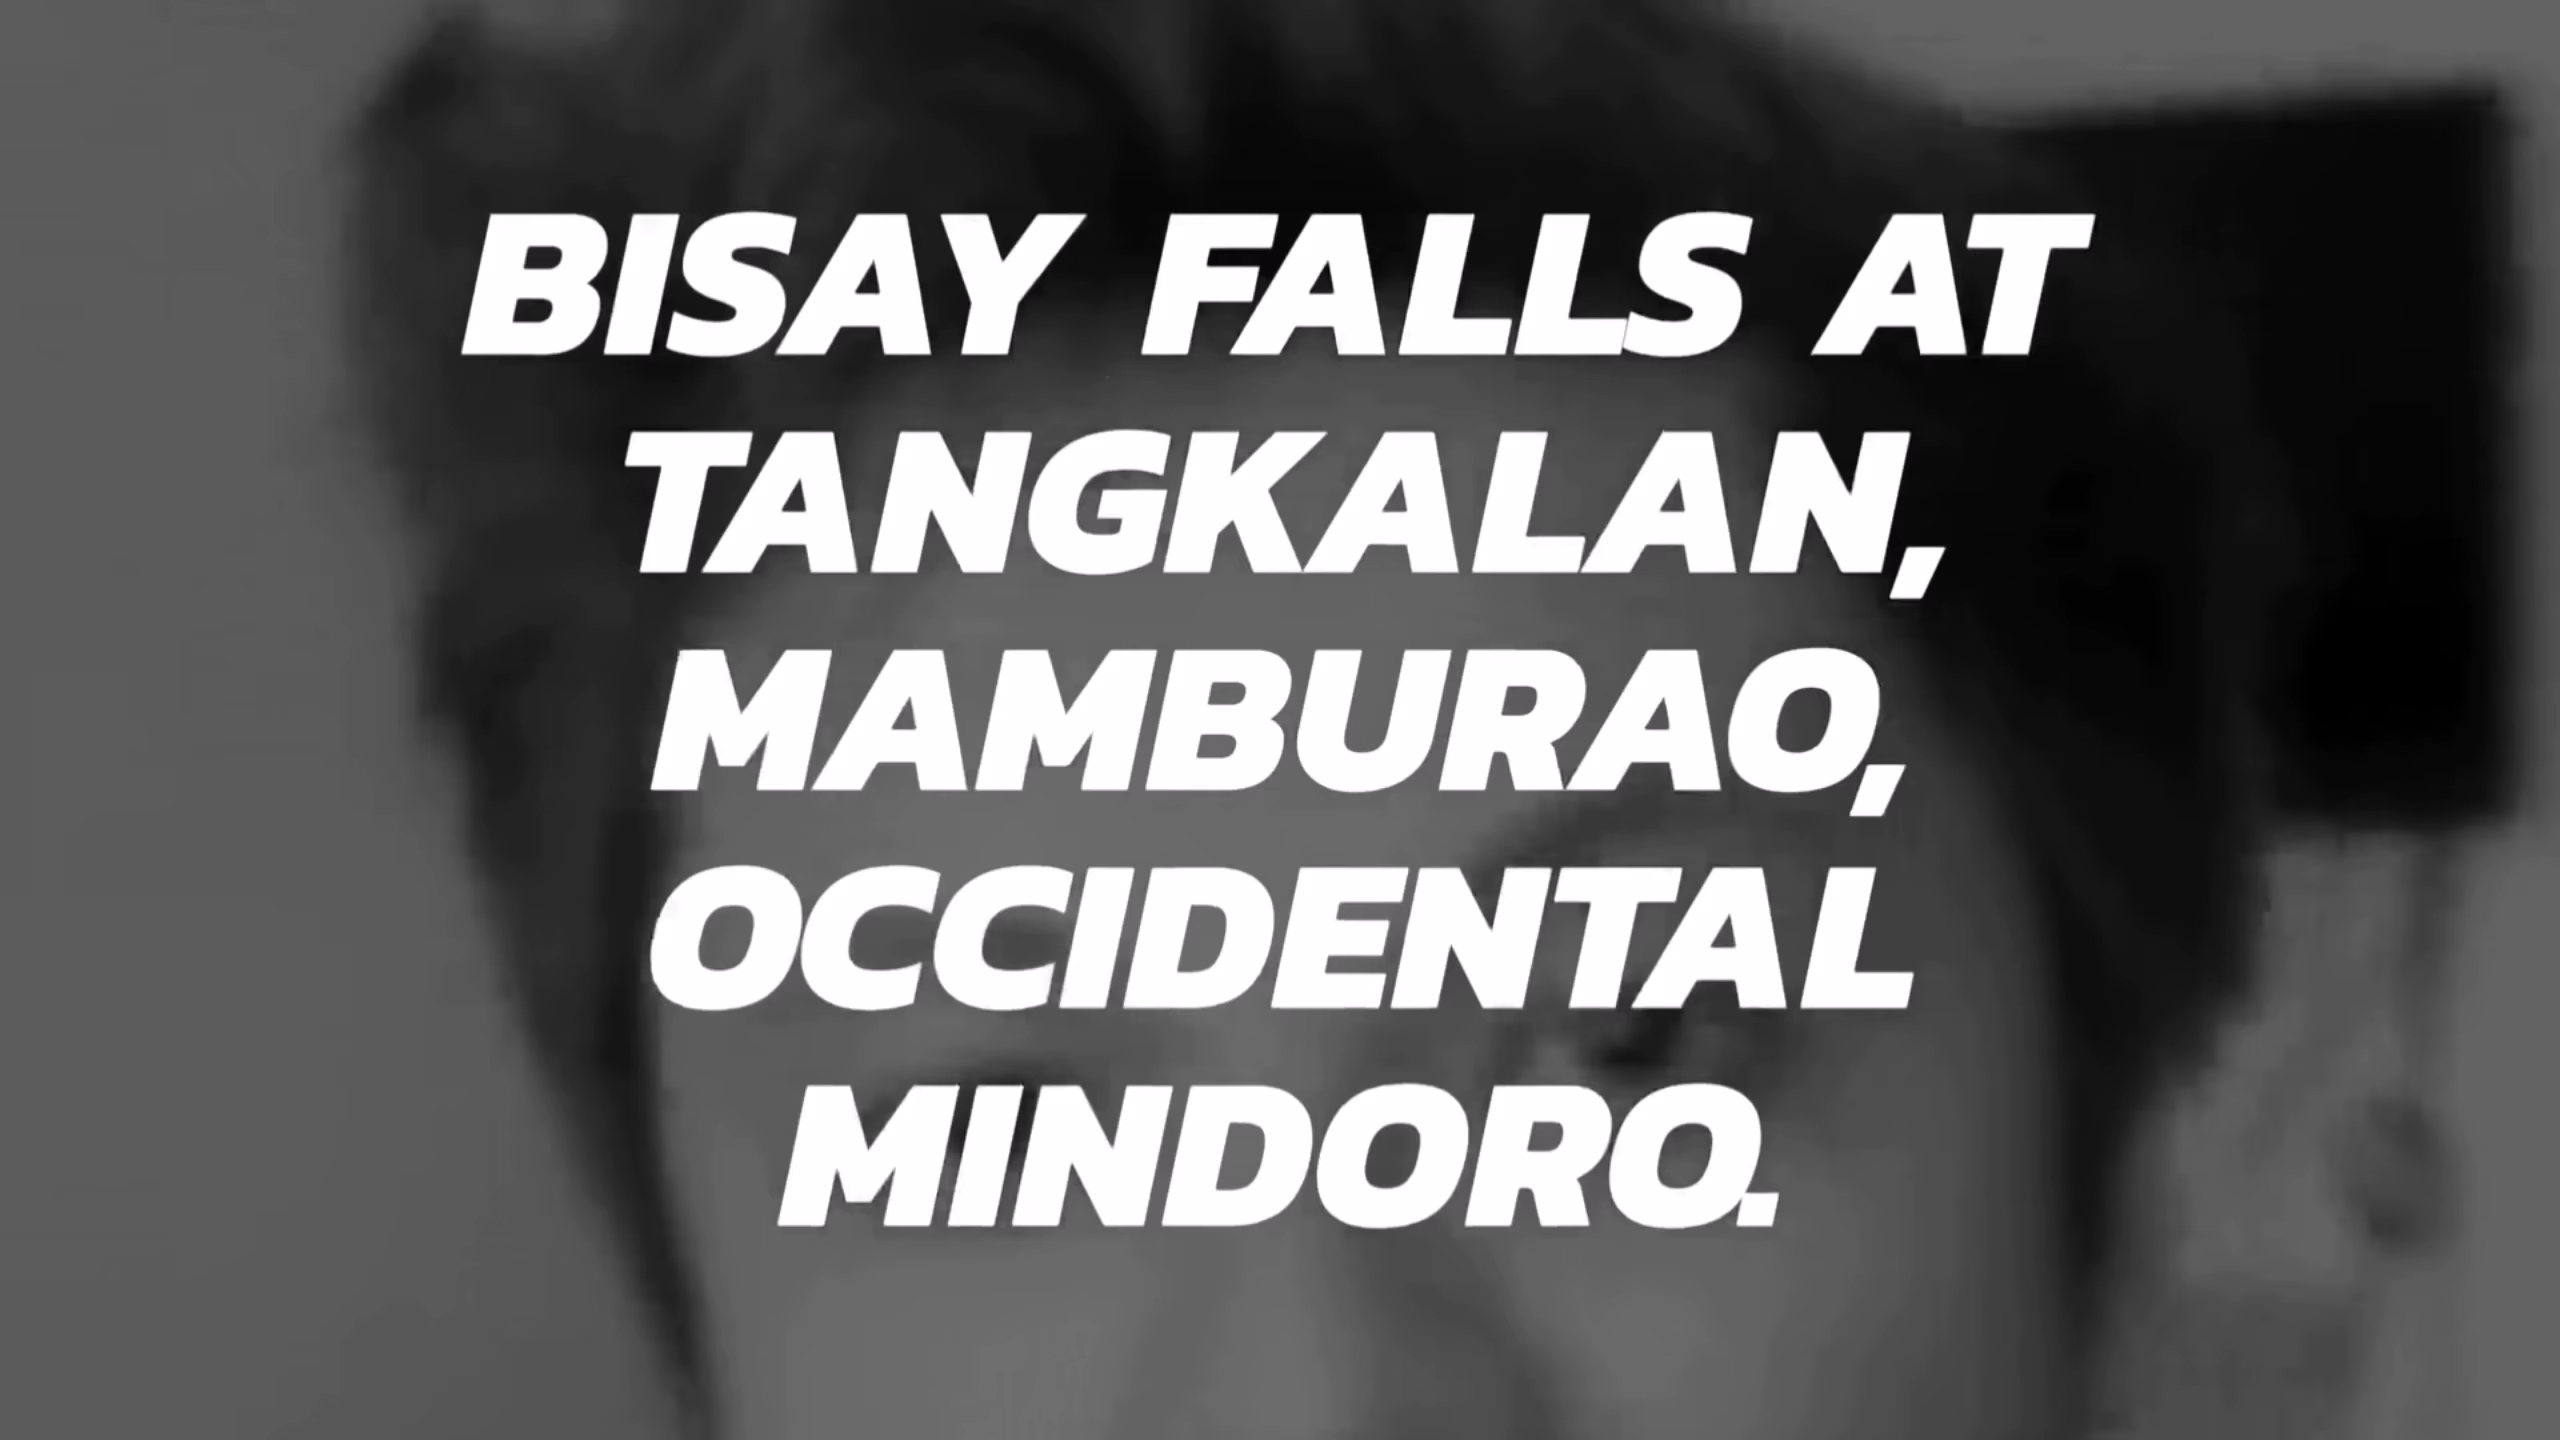 BISAY FALLS AT
TANGKALAN,
MAMBURAO,
OCCIDENTAL
MINDORO.